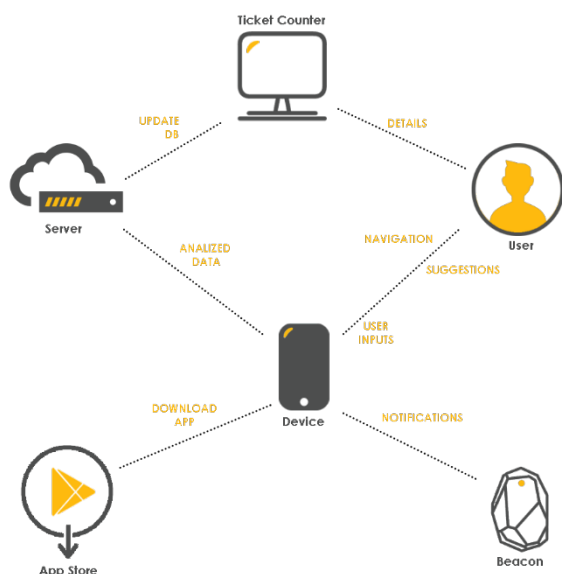 Ticket Counter
UPDATE
DB
DETAILS
Server
User
ANALIZED
DATA
NAVIGATION
SUGGESTIONS
USER
INPUTS
Device
DOWNLOAD
APP
NOTIFICATIONS
App Store
Beacon